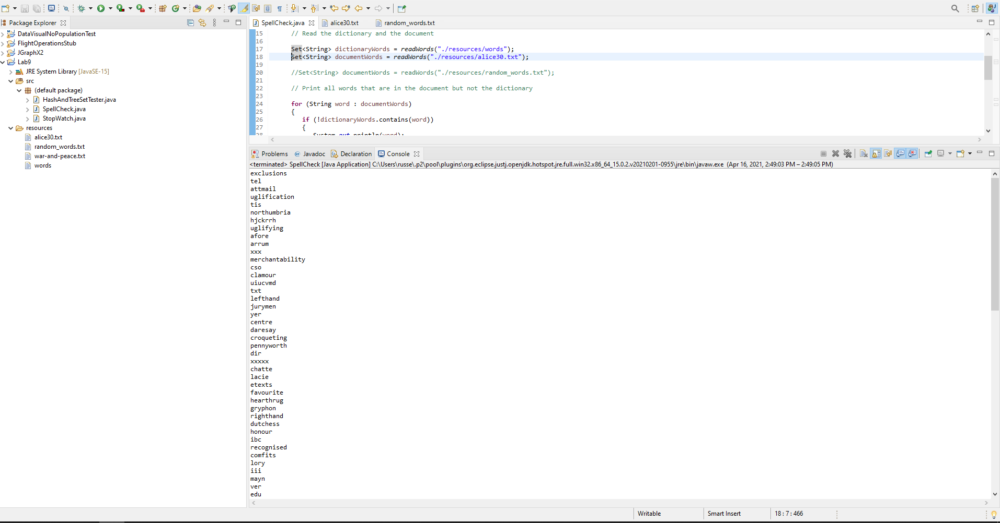 Package Explorer
DataVisualNoPopulationTest
FlightOperationsStub
JGraphX2
Lab9
JRE System Library [JavaSE-15]
src
(default package)
HashAndTreeSetTester.java
SpellCheck.java
StopWatch.java
resources
alice30.txt
random_words.txt
war-and-peace.txt
words
SpellCheck.java alice30.txt random_words.txt
15 // Read the dictionary and the document
16
17 Set<String> dictionaryWords = readWords("./resources/words");
18 Set<String> documentWords = readWords("./resources/alice30.txt");
19
20 //Set<String> documentWords = readWords("./resources/random_words.txt");
21
22 // Print all words that are in the document but not the dictionary
23
24 for (String word : documentWords)
25 {
26 if (!dictionaryWords.contains(word))
27 {
28 System.out.println(word);
Problems @ Javadoc Declaration Console
<terminated> SpellCheck [Java Application] C:\Users\russe\.p2\pool\plugins\org.eclipse.justj.openjdk.hotspot.jre.full.win32.x86_64_15.0.2.v20210201-0955\jre\bin\javaw.exe (Apr 16, 2021, 2:49:03 PM – 2:49:05 PM)
exclusions
tel
attmail
uglification
tis
northumbria
hjckrrh
uglifying
afore
arrum
xxx
merchantability
cso
clamour
uiucvmd
txt
lefthand
jurymen
yer
centre
daresay
croqueting
pennyworth
dir
xxxxx
chatte
lacie
etexts
favourite
hearthrug
gryphon
righthand
dutchess
honour
ibc
recognised
comfits
lory
iii
mayn
ver
edu
Writable Smart Insert 18 : 7 : 466